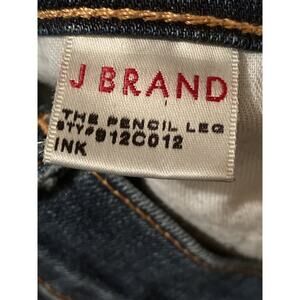 J BRAND
THE PENCIL LEG
STY#912C012
INK